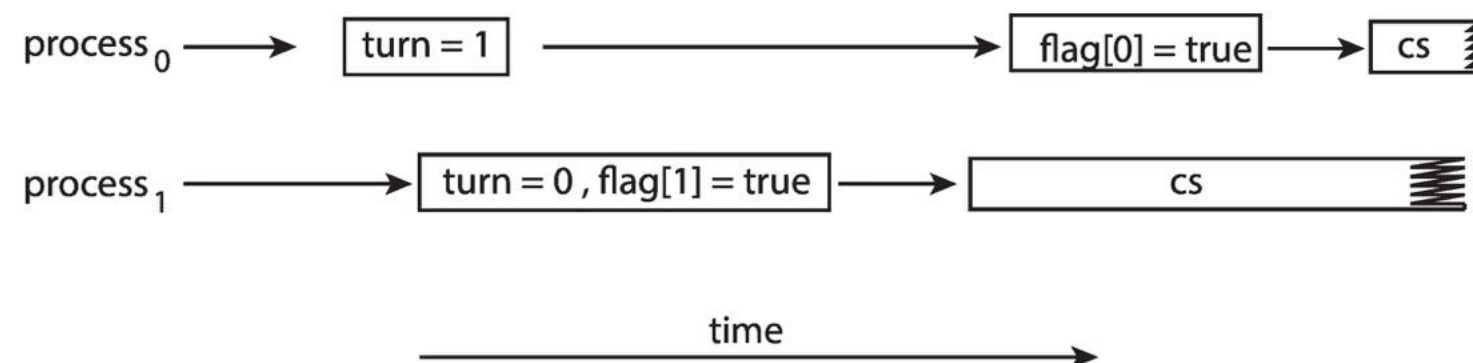 process₀ turn = 1 flag[0] = true cs
process₁ turn = 0 , flag[1] = true cs
time